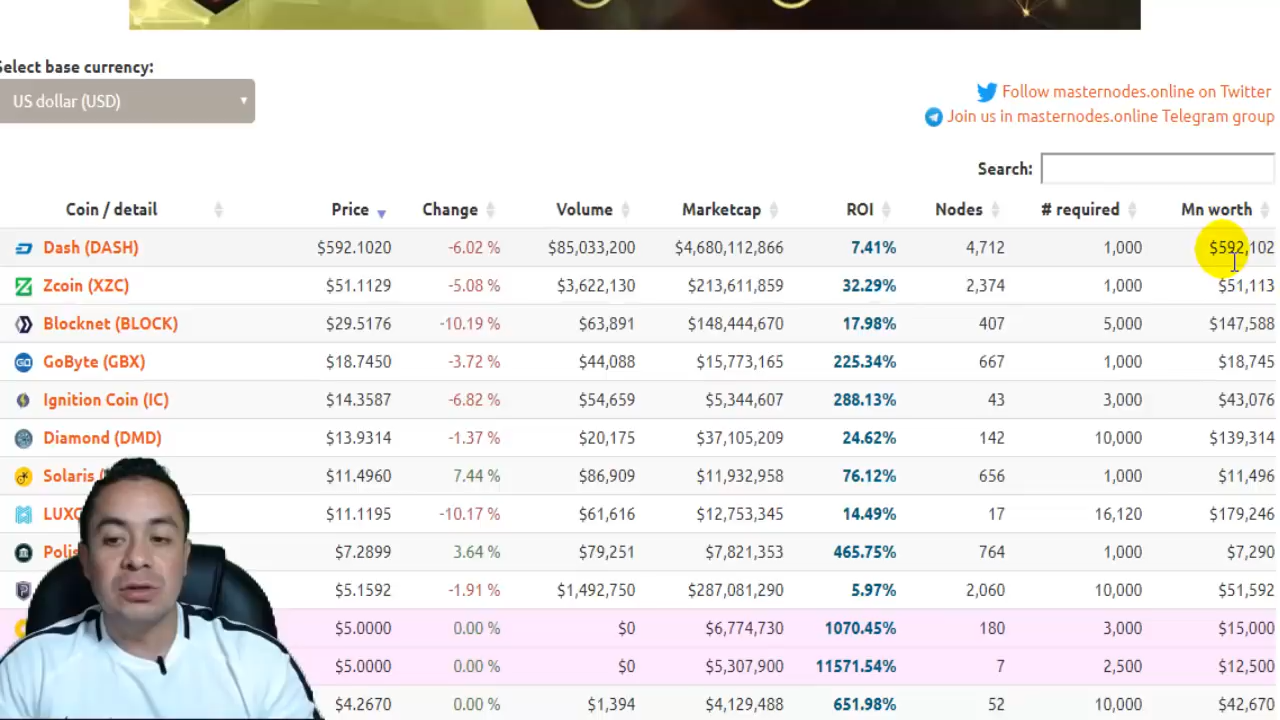 Select base currency:
US dollar (USD)
Follow masternodes.online on Twitter
Join us in masternodes.online Telegram group
Search:
Coin / detail Price Change Volume Marketcap ROI Nodes # required Mn worth
Dash (DASH) $592.1020 -6.02 % $85,033,200 $4,680,112,866 7.41% 4,712 1,000 $592,102
Zcoin (XZC) $51.1129 -5.08 % $3,622,130 $213,611,859 32.29% 2,374 1,000 $51,113
Blocknet (BLOCK) $29.5176 -10.19 % $63,891 $148,444,670 17.98% 407 5,000 $147,588
GoByte (GBX) $18.7450 -3.72 % $44,088 $15,773,165 225.34% 667 1,000 $18,745
Ignition Coin (IC) $14.3587 -6.82 % $54,659 $5,344,607 288.13% 43 3,000 $43,076
Diamond (DMD) $13.9314 -1.37 % $20,175 $37,105,209 24.62% 142 10,000 $139,314
Solaris $11.4960 7.44 % $86,909 $11,932,958 76.12% 656 1,000 $11,496
LUXC $11.1195 -10.17 % $61,616 $12,753,345 14.49% 17 16,120 $179,246
Polis $7.2899 3.64 % $79,251 $7,821,353 465.75% 764 1,000 $7,290
$5.1592 -1.91 % $1,492,750 $287,081,290 5.97% 2,060 10,000 $51,592
$5.0000 0.00 % $0 $6,774,730 1070.45% 180 3,000 $15,000
$5.0000 0.00 % $0 $5,307,900 11571.54% 7 2,500 $12,500
$4.2670 0.00 % $1,394 $4,129,488 651.98% 52 10,000 $42,670